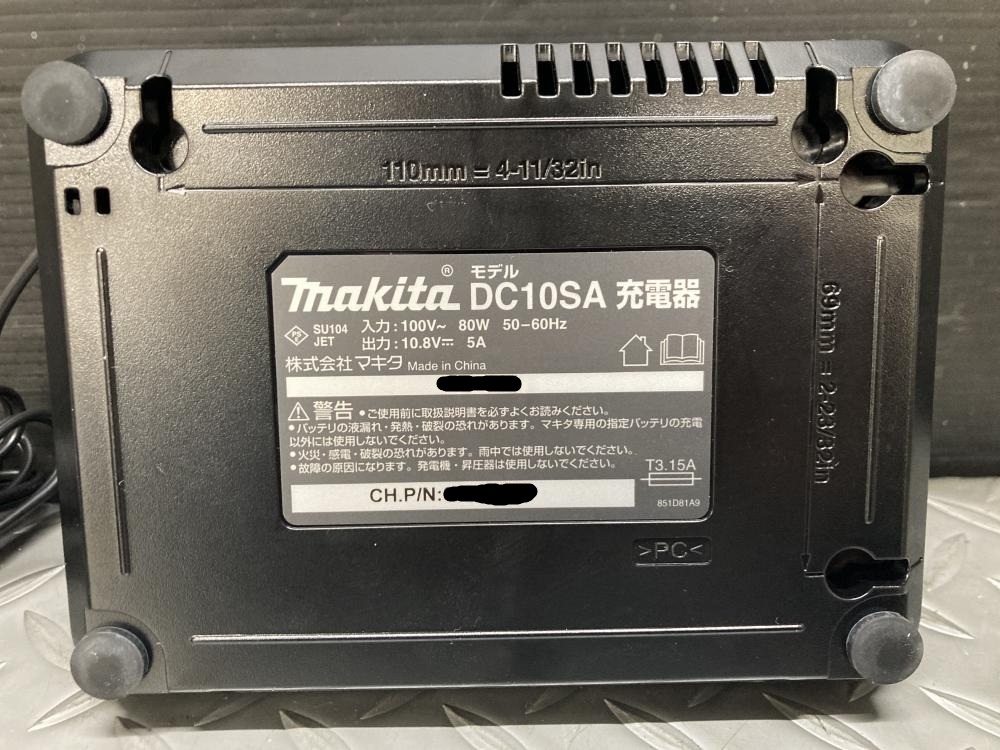 110mm = 4-11/32in
69mm = 2-23/32in
makita® モデル DC10SA 充電器
PS E SU104 JET
入力:100V~ 80W 50-60Hz
出力:10.8V⎓ 5A
株式会社マキタ Made in China
⚠警告 ●ご使用前に取扱説明書を必ずよくお読みください。
●バッテリの液漏れ・発熱・破裂の恐れがあります。マキタ専用の指定バッテリの充電
以外には使用しないでください。
●火災・感電・破裂の恐れがあります。雨中では使用しないでください。
●故障の原因になります。発電機・昇圧器は使用しないでください。
T3.15A
CH.P/N:
851D81A9
>PC<